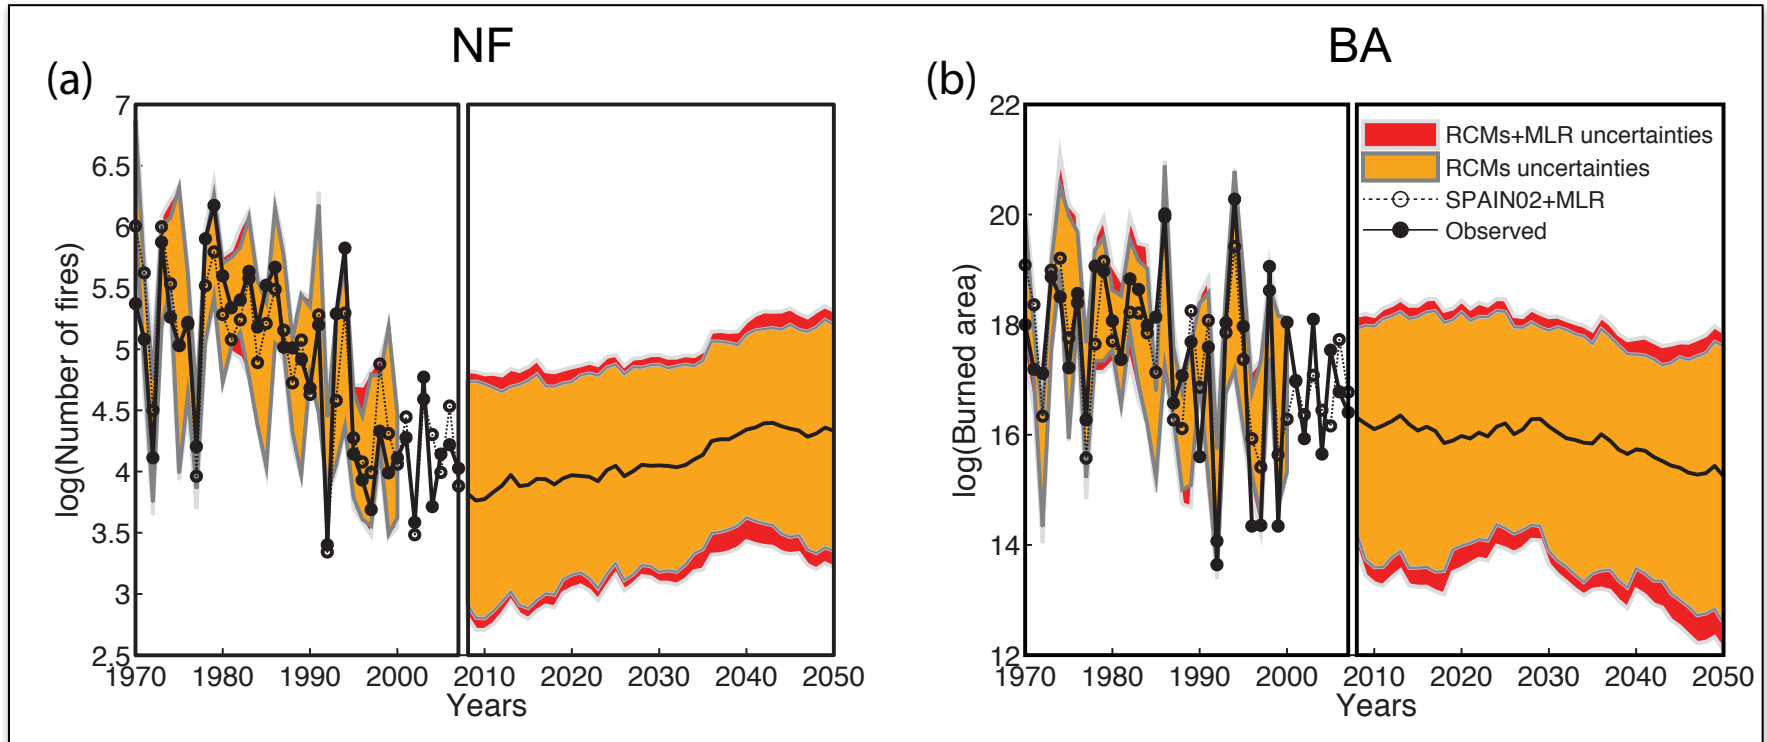 NF
BA
(a)
(b)
7
6.5
6
5.5
5
4.5
4
3.5
3
2.5
log(Number of fires)
1970 1980 1990 2000 2010 2020 2030 2040 2050
Years
22
20
18
16
14
12
log(Burned area)
RCMs+MLR uncertainties
RCMs uncertainties
SPAIN02+MLR
Observed
1970 1980 1990 2000 2010 2020 2030 2040 2050
Years